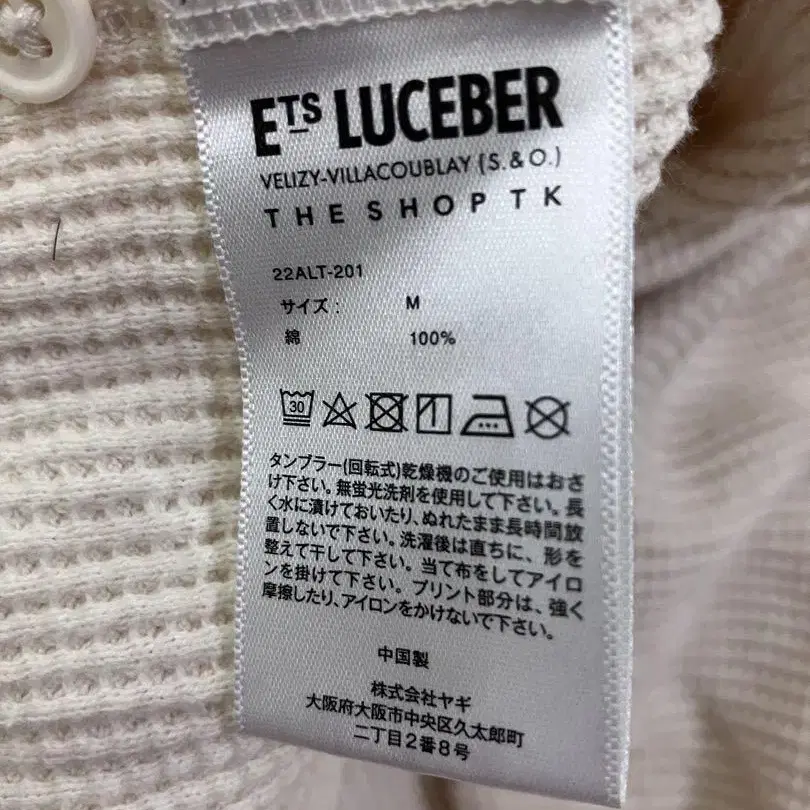 ETS LUCEBER
VELIZY-VILLACOUBLAY (S.&O.)
THE SHOP TK
22ALT-201
サイズ: M
綿 100%
30
タンブラー(回転式)乾燥機のご使用はおさ
け下さい。無蛍光洗剤を使用して下さい。長
く水に漬けておいたり、ぬれたまま長時間放
置しないで下さい。洗濯後は直ちに、形を
整えて干して下さい。当て布をしてアイロ
ンを掛けて下さい。プリント部分は、強く
摩擦したり、アイロンをかけないで下さい。
中国製
株式会社ヤギ
大阪府大阪市中央区久太郎町
二丁目2番8号